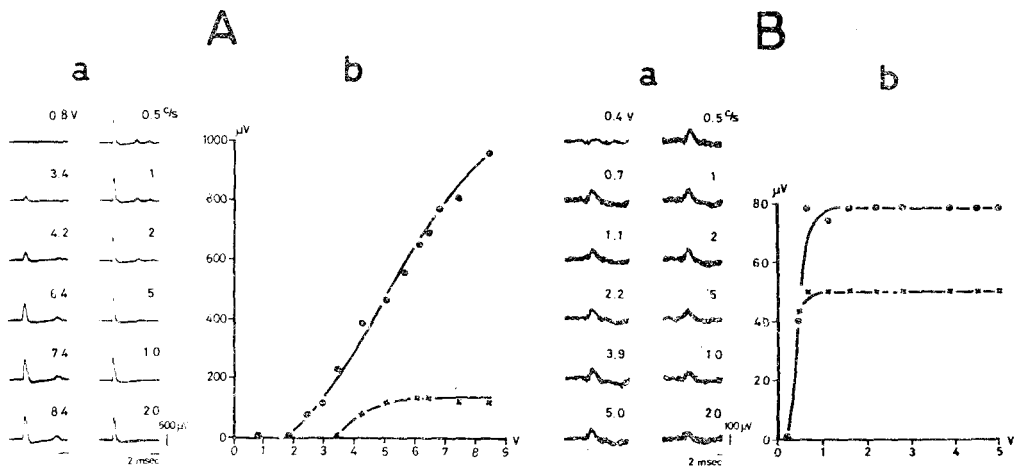 A
B
a
b
a
b
0.8 V
0.5 c/s
3.4
1
4.2
2
6.4
5
7.4
10
8.4
20
500 µV
2 msec
µV
1000
800
600
400
200
0
0 1 2 3 4 5 6 7 8 9 V
0.4 V
0.5 c/s
0.7
1
1.1
2
2.2
5
3.9
10
5.0
20
100 µV
2 msec
µV
80
60
40
20
0
0 1 2 3 4 5 V